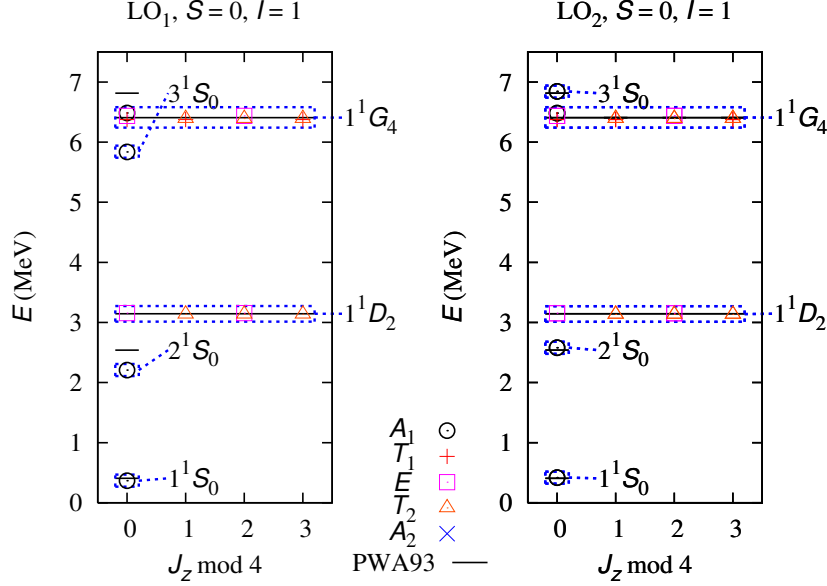 LO₁, S = 0, I = 1
E (MeV)
7
6
5
4
3
2
1
0
3¹S₀
1¹G₄
1¹D₂
2¹S₀
1¹S₀
0 1 2 3
J_z mod 4
LO₂, S = 0, I = 1
E (MeV)
7
6
5
4
3
2
1
0
3¹S₀
1¹G₄
1¹D₂
2¹S₀
1¹S₀
0 1 2 3
J_z mod 4
A₁
T₁
E
T₂
A₂
PWA93